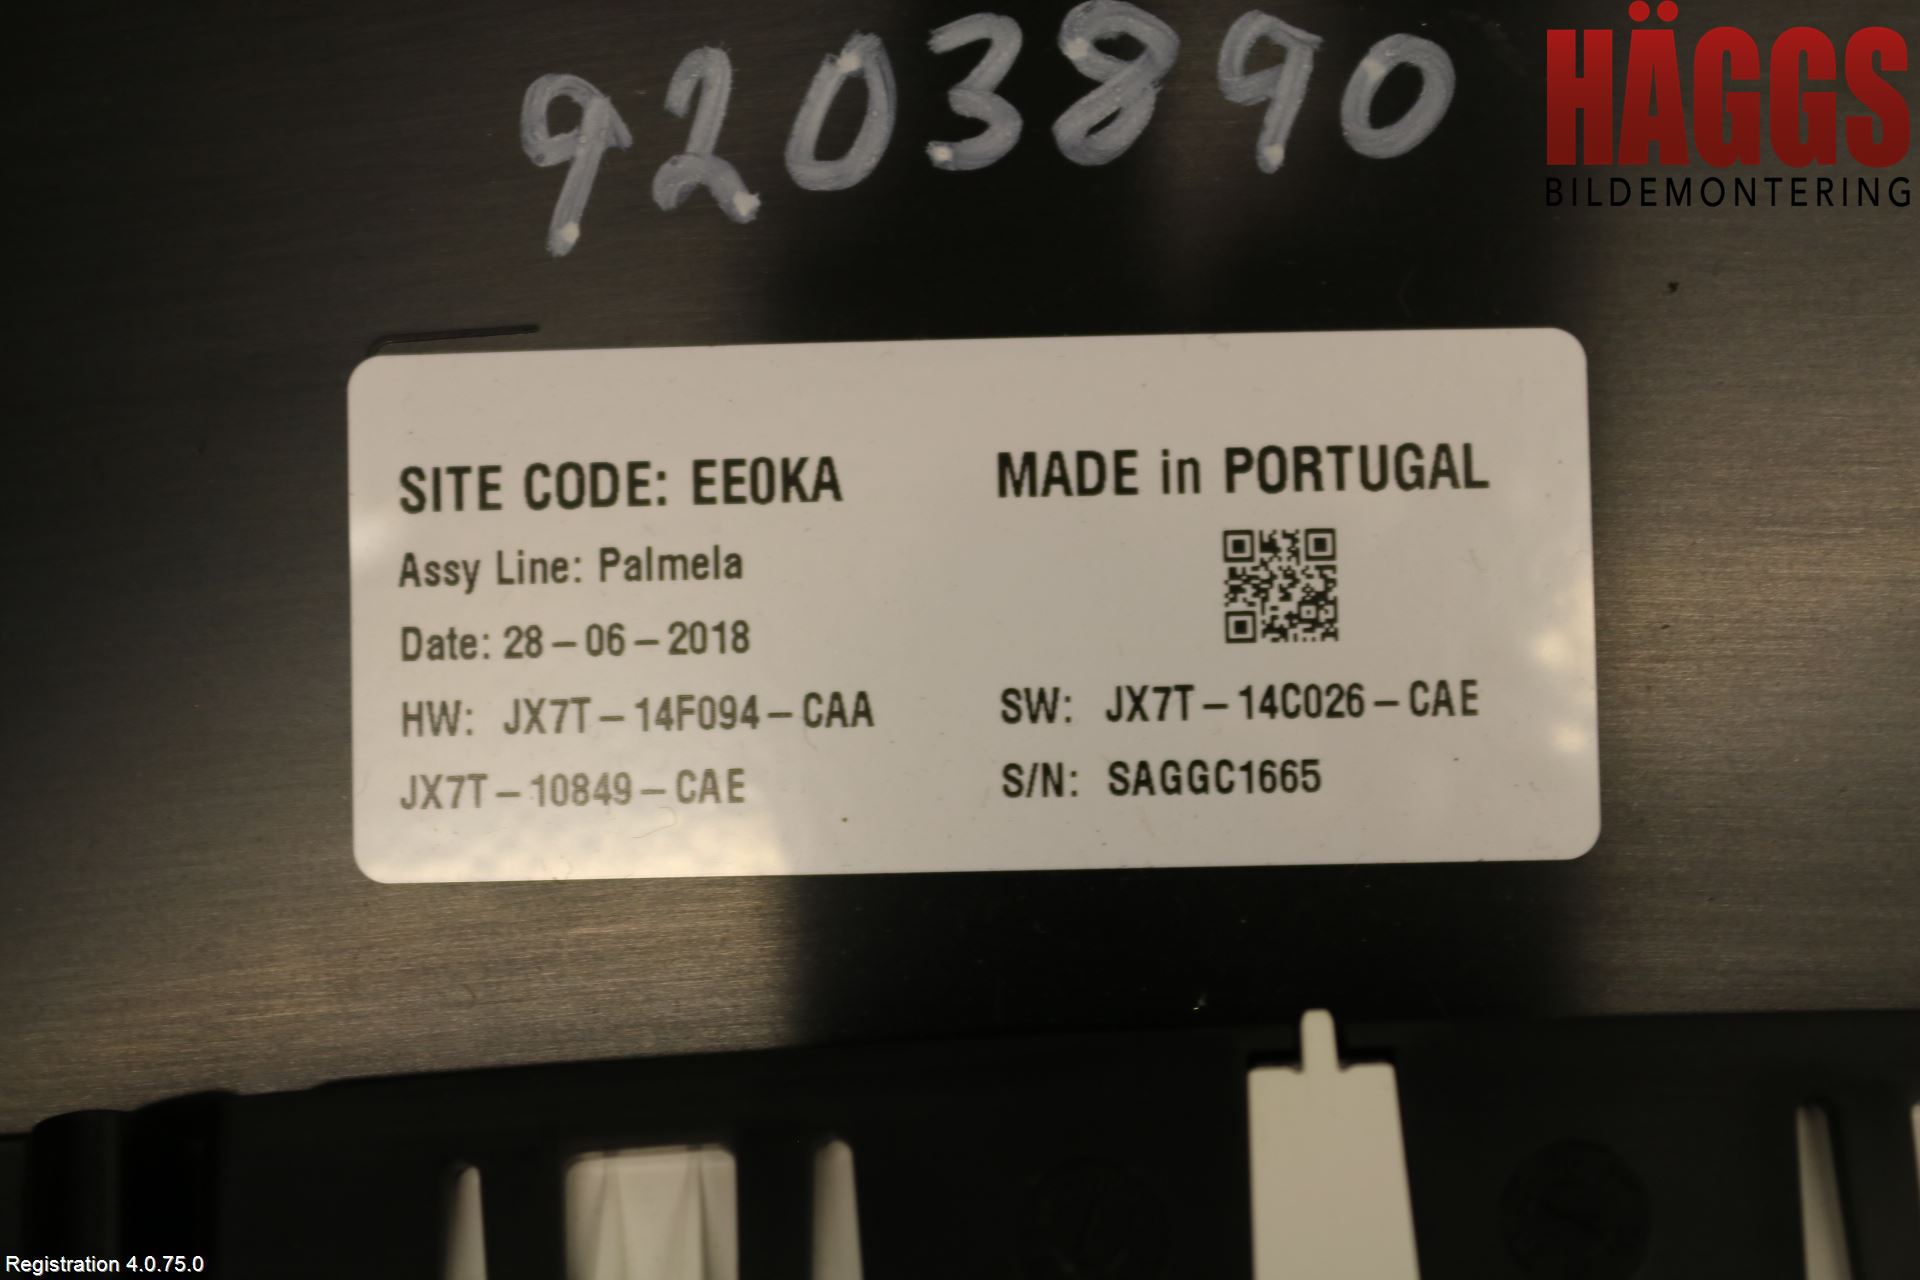 9203890
HÄGGS
BILDEMONTERING
SITE CODE: EE0KA
MADE in PORTUGAL
Assy Line: Palmela
Date: 28-06-2018
HW: JX7T-14F094-CAA
SW: JX7T-14C026-CAE
JX7T-10849-CAE
S/N: SAGGC1665
Registration 4.0.75.0